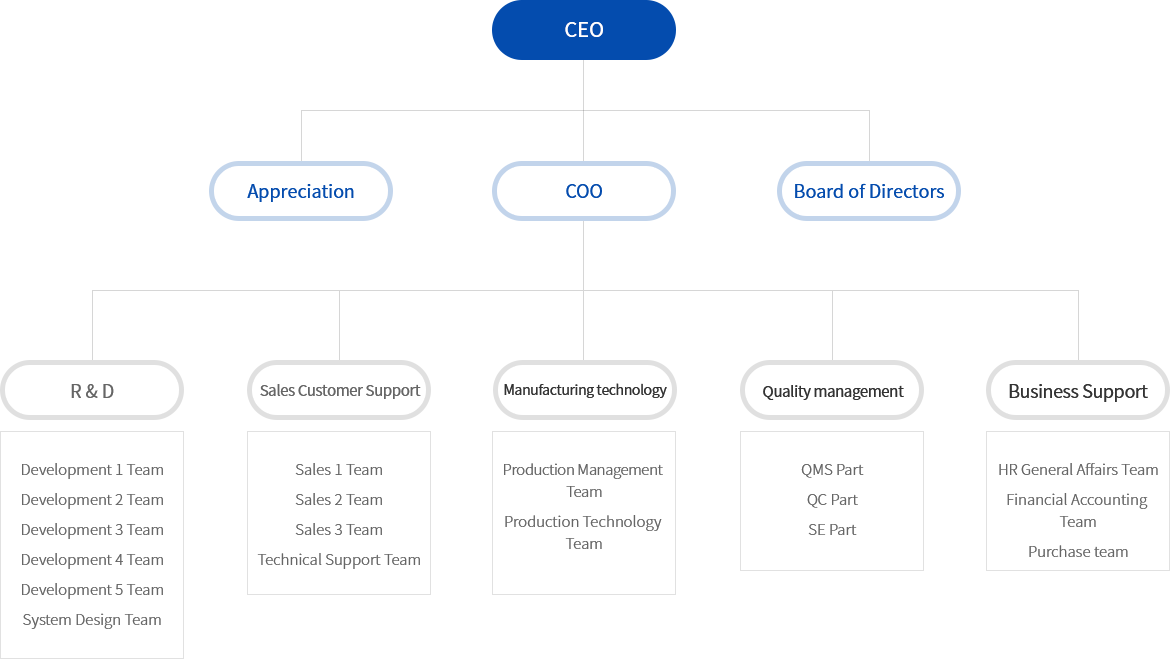 CEO
Appreciation
COO
Board of Directors
R & D
Sales Customer Support
Manufacturing technology
Quality management
Business Support
Development 1 Team
Development 2 Team
Development 3 Team
Development 4 Team
Development 5 Team
System Design Team
Sales 1 Team
Sales 2 Team
Sales 3 Team
Technical Support Team
Production Management
Team
Production Technology
Team
QMS Part
QC Part
SE Part
HR General Affairs Team
Financial Accounting
Team
Purchase team